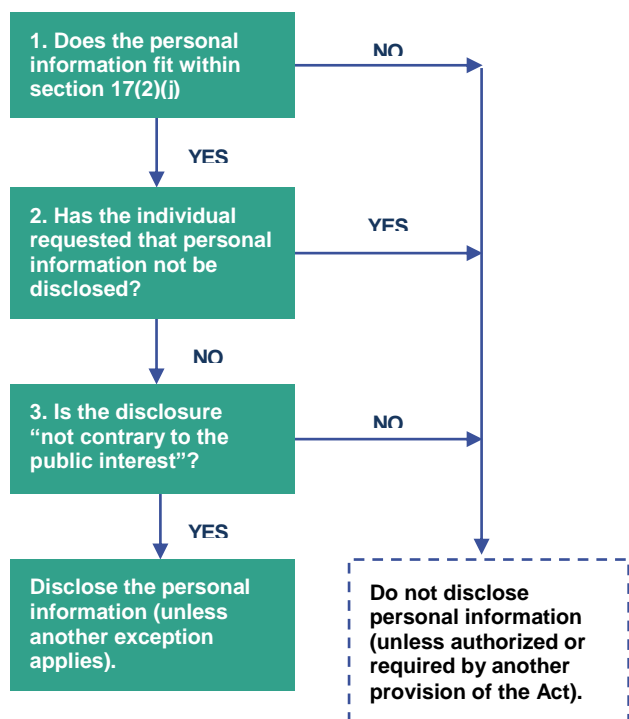 1. Does the personal
information fit within
section 17(2)(j)
NO
YES
2. Has the individual
requested that personal
information not be
disclosed?
YES
NO
3. Is the disclosure
“not contrary to the
public interest”?
NO
YES
Disclose the personal
information (unless
another exception
applies).
Do not disclose
personal information
(unless authorized or
required by another
provision of the Act).